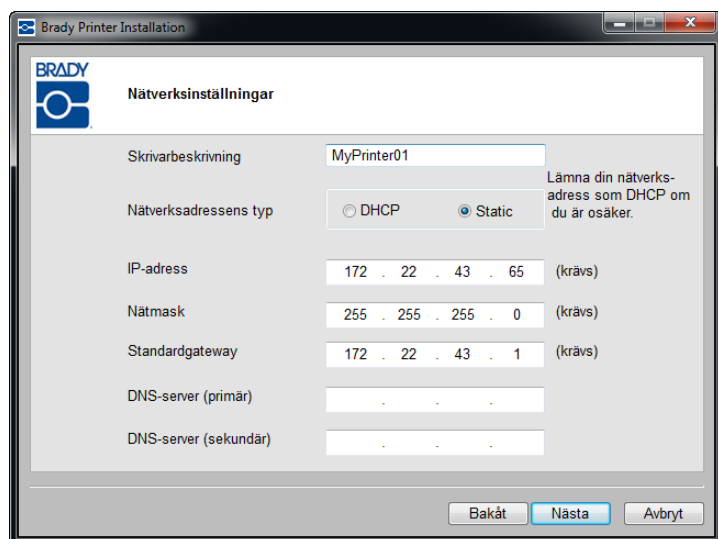 Brady Printer Installation
BRADY
Nätverksinställningar
Skrivarbeskrivning MyPrinter01
Lämna din nätverks-
adress som DHCP om
du är osäker.
Nätverksadressens typ DHCP Static
IP-adress 172 . 22 . 43 . 65 (krävs)
Nätmask 255 . 255 . 255 . 0 (krävs)
Standardgateway 172 . 22 . 43 . 1 (krävs)
DNS-server (primär) . . .
DNS-server (sekundär) . . .
Bakåt Nästa Avbryt